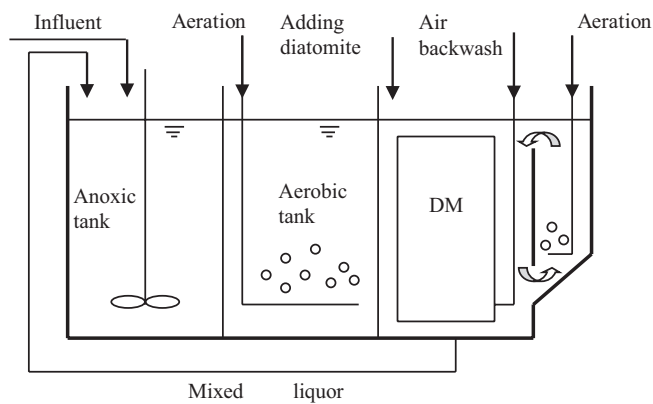 Influent
Aeration
Adding
diatomite
Air
backwash
Aeration
Anoxic
tank
Aerobic
tank
DM
Mixed liquor